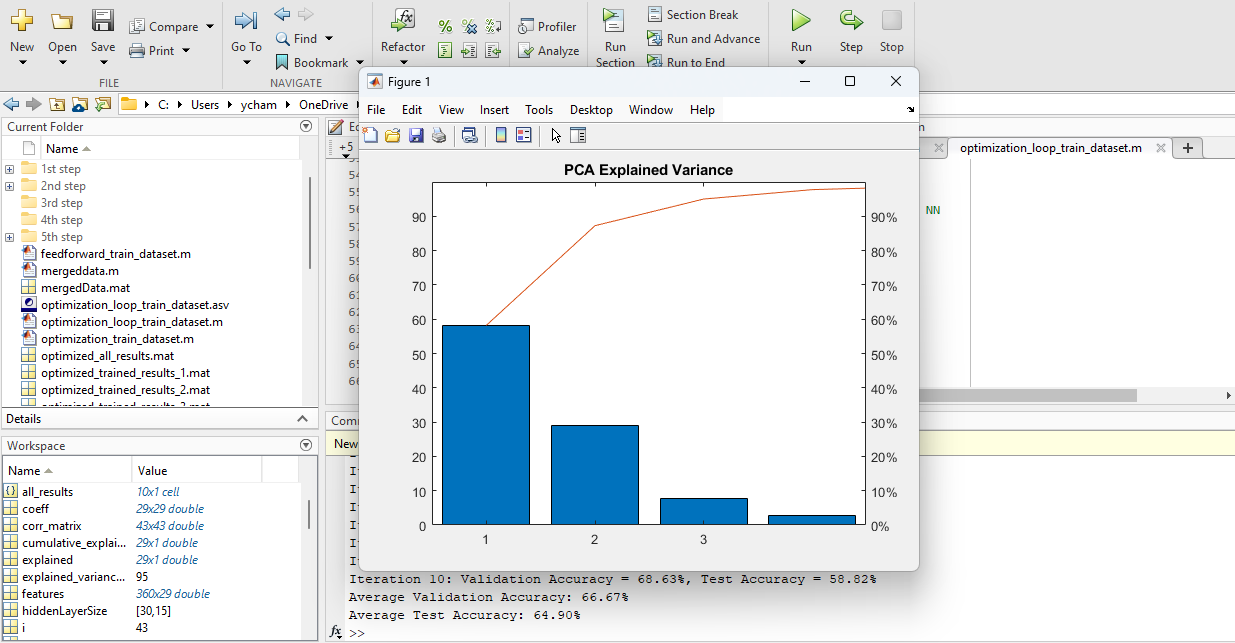 New
Open
Save
Compare
Print
Go To
Find
Bookmark
Refactor
Profiler
Analyze
Run
Section
Section Break
Run and Advance
Run to End
Run
Step
Stop
FILE
NAVIGATE
C:
Users
ycham
OneDrive
Current Folder
Name
1st step
2nd step
3rd step
4th step
5th step
feedforward_train_dataset.m
mergeddata.m
mergedData.mat
optimization_loop_train_dataset.asv
optimization_loop_train_dataset.m
optimization_train_dataset.m
optimized_all_results.mat
optimized_trained_results_1.mat
optimized_trained_results_2.mat
Details
Workspace
Name Value
all_results 10x1 cell
coeff 29x29 double
corr_matrix 43x43 double
cumulative_explai... 29x1 double
explained 29x1 double
explained_varianc... 95
features 360x29 double
hiddenLayerSize [30,15]
i 43
+5
optimization_loop_train_dataset.m
NN
Figure 1
File Edit View Insert Tools Desktop Window Help
PCA Explained Variance
90 90%
80 80%
70 70%
60 60%
50 50%
40 40%
30 30%
20 20%
10 10%
0 0%
1 2 3
New
Iteration 10: Validation Accuracy = 68.63%, Test Accuracy = 58.82%
Average Validation Accuracy: 66.67%
Average Test Accuracy: 64.90%
fx >>